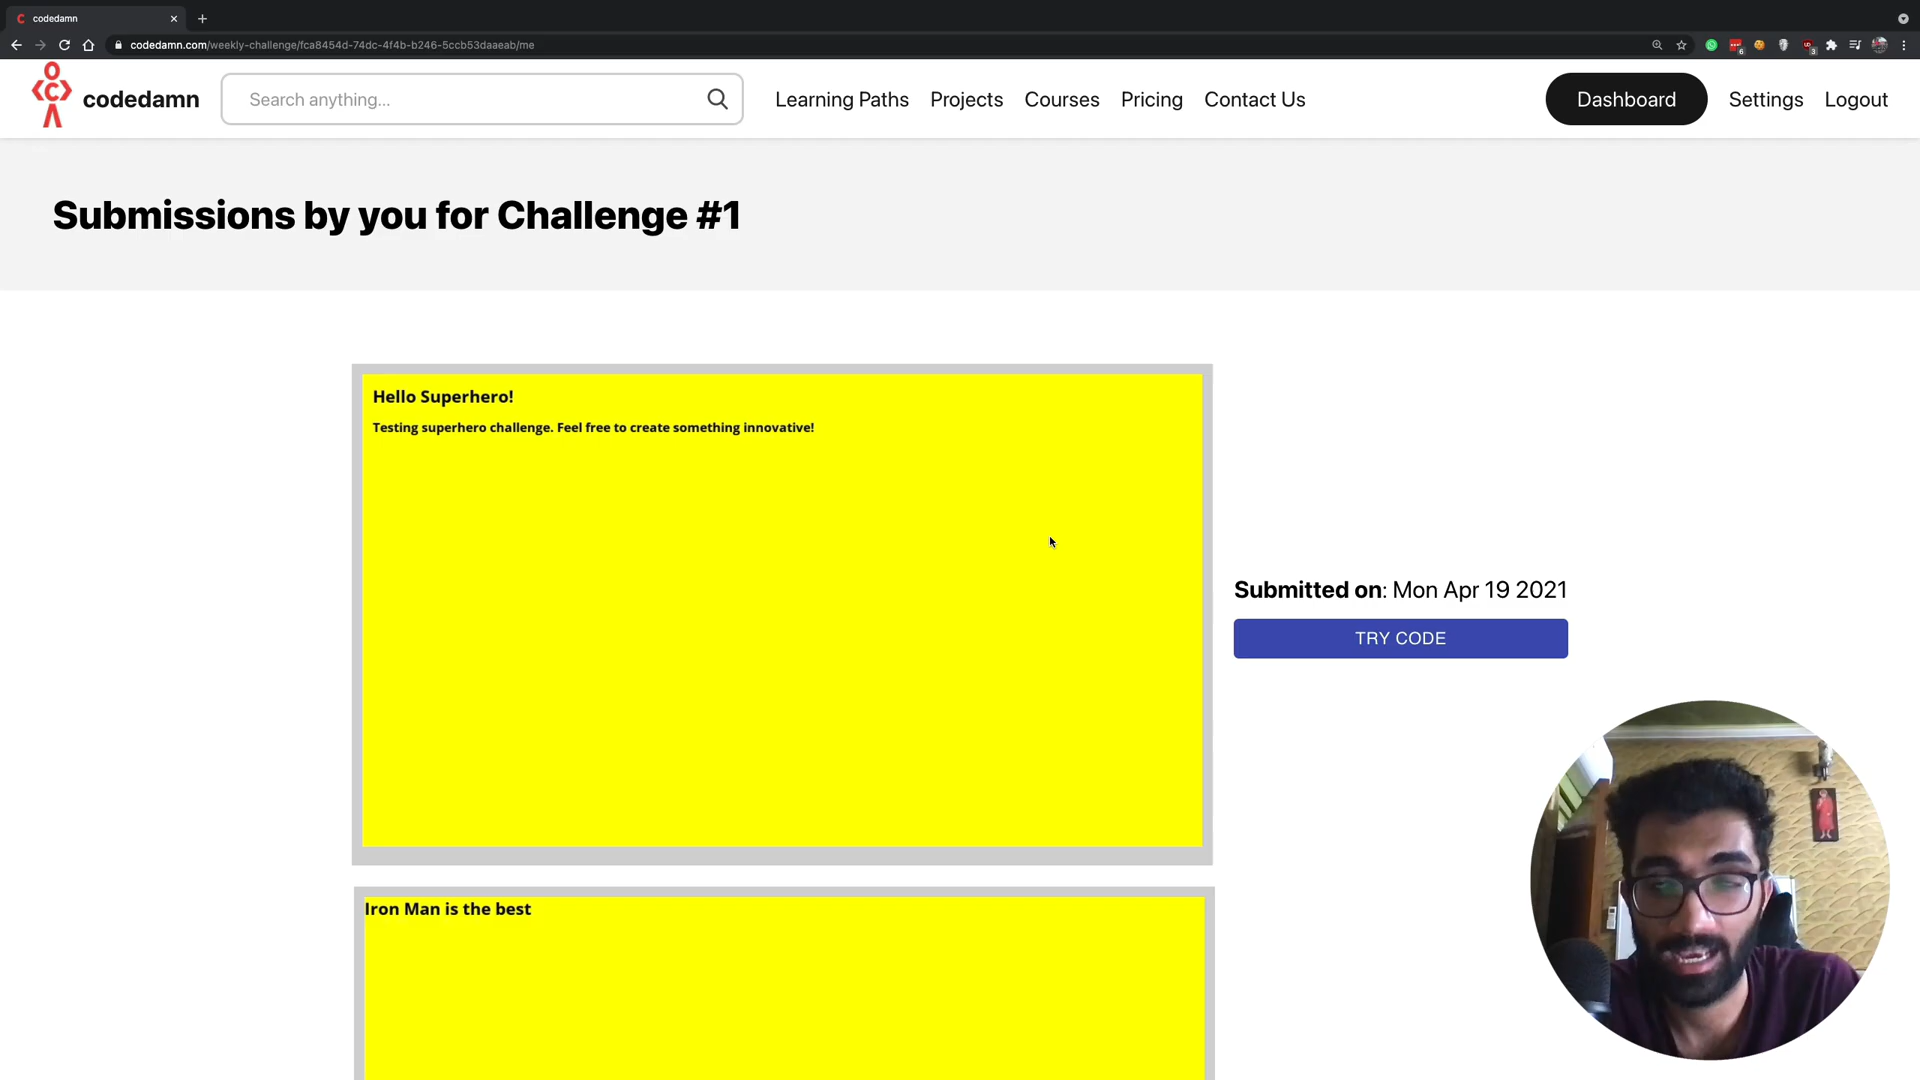 codedamn
codedamn.com/weekly-challenge/fca8454d-74dc-4f4b-b246-5ccb53daaeab/me
codedamn
Search anything...
Learning Paths
Projects
Courses
Pricing
Contact Us
Dashboard
Settings
Logout
Submissions by you for Challenge #1
Hello Superhero!
Testing superhero challenge. Feel free to create something innovative!
Submitted on: Mon Apr 19 2021
TRY CODE
Iron Man is the best